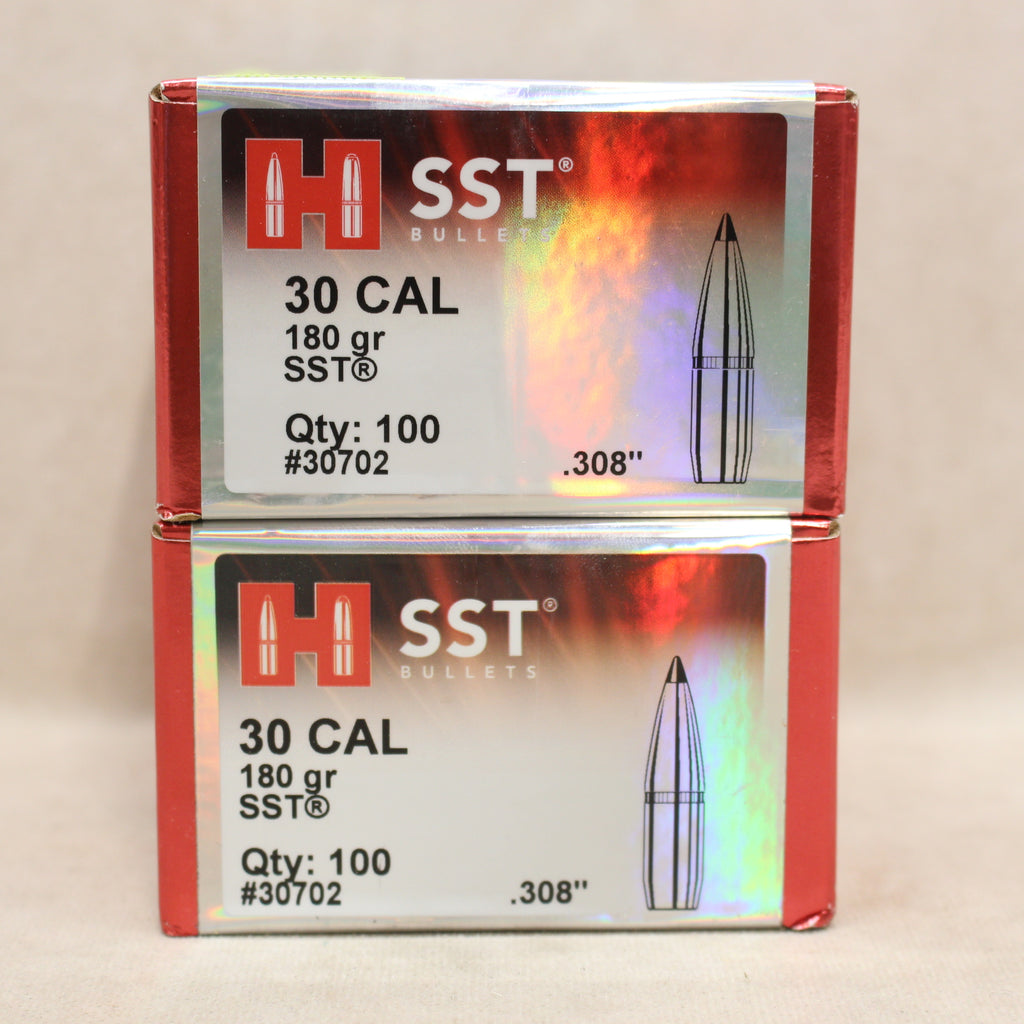 H SST®
BULLETS
30 CAL
180 gr
SST®
Qty: 100
#30702 .308"
H SST®
BULLETS
30 CAL
180 gr
SST®
Qty: 100
#30702 .308"